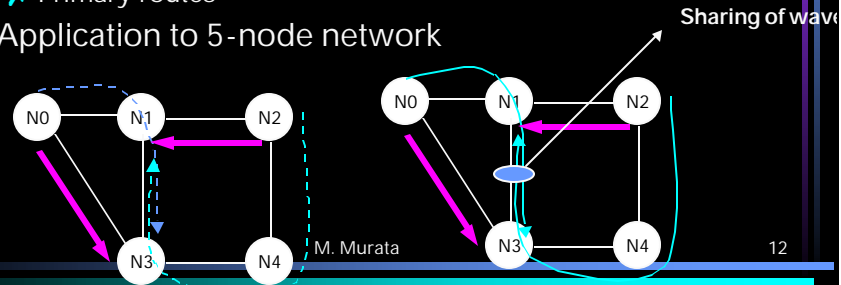 Primary routes
Sharing of wave
Application to 5-node network
N0 N1 N2
N3 N4
N0 N1 N2
N3 N4
M. Murata
12